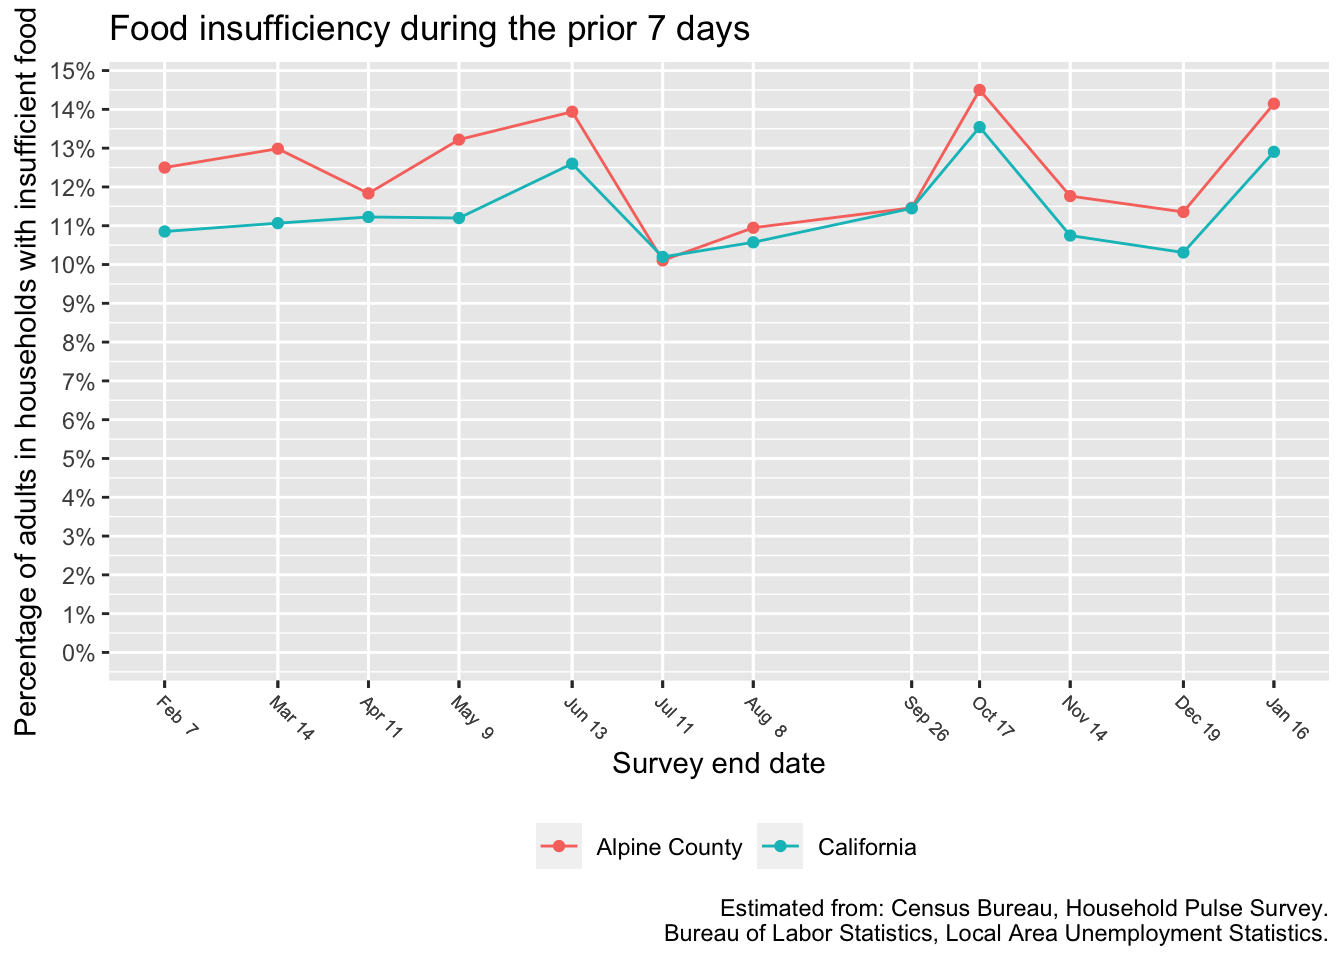 Food insufficiency during the prior 7 days
Percentage of adults in households with insufficient food
15%
14%
13%
12%
11%
10%
9%
8%
7%
6%
5%
4%
3%
2%
1%
0%
Feb 7
Mar 14
Apr 11
May 9
Jun 13
Jul 11
Aug 8
Sep 26
Oct 17
Nov 14
Dec 19
Jan 16
Survey end date
Alpine County
California
Estimated from: Census Bureau, Household Pulse Survey.
Bureau of Labor Statistics, Local Area Unemployment Statistics.